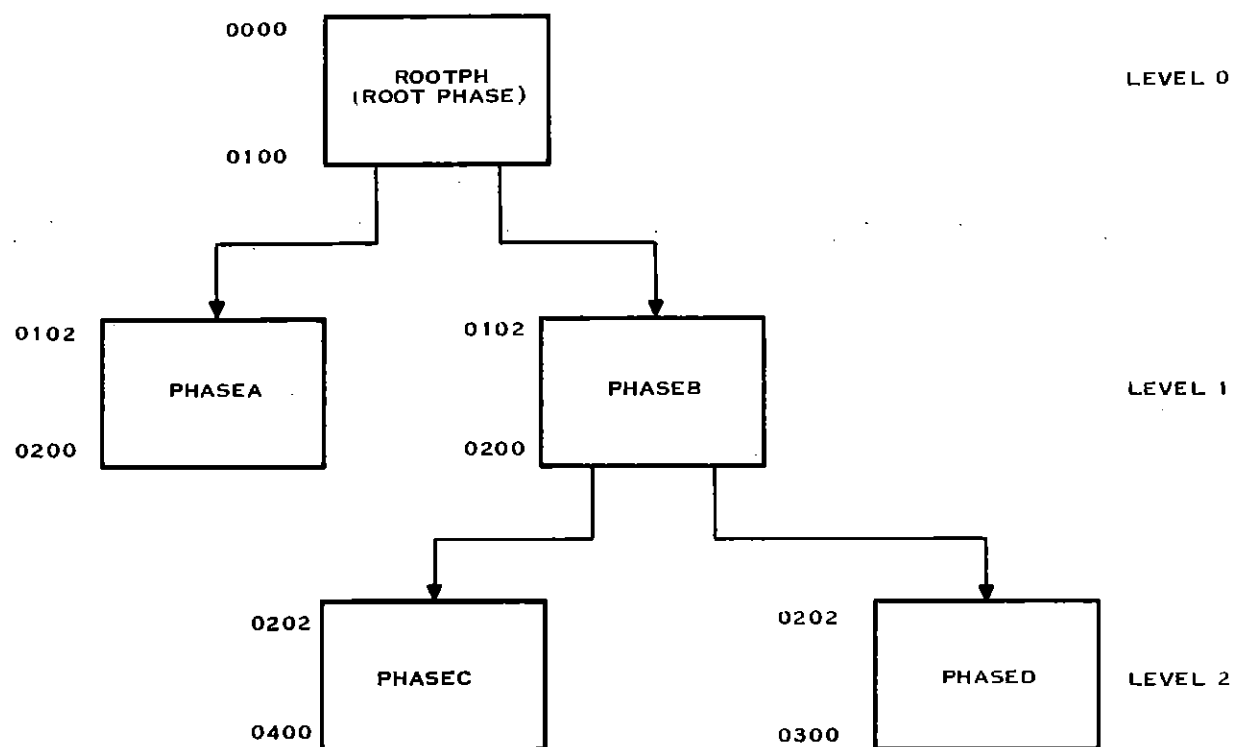 0000
ROOTPH
(ROOT PHASE)
LEVEL 0
0100
0102
PHASEA
0200
0102
PHASEB
0200
LEVEL 1
0202
PHASEC
0400
0202
PHASED
0300
LEVEL 2